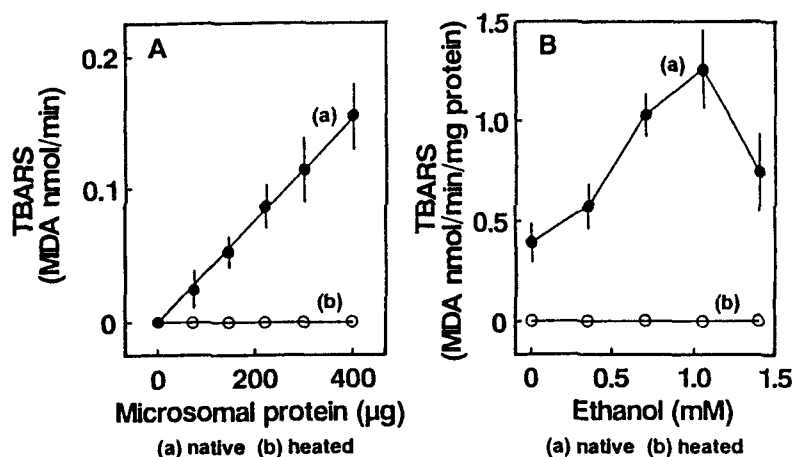 A
TBARS
(MDA nmol/min)
0.2
0.1
0
(a)
(b)
0 200 400
Microsomal protein (μg)
(a) native (b) heated
B
TBARS
(MDA nmol/min/mg protein)
1.5
1.0
0.5
0
(a)
(b)
0 0.5 1.0 1.5
Ethanol (mM)
(a) native (b) heated